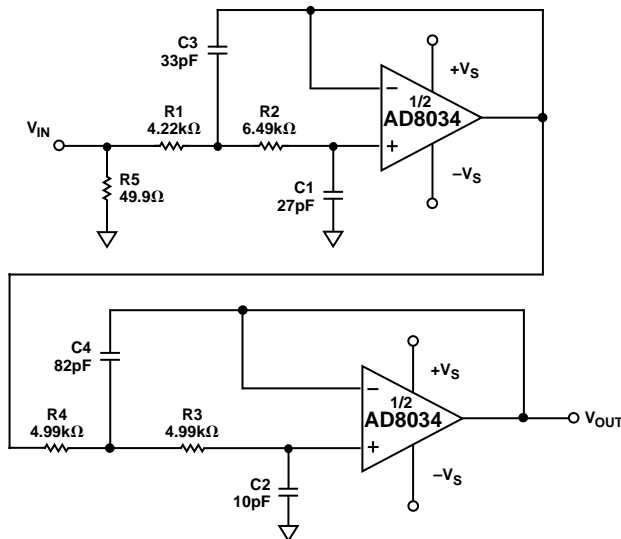 C3
33pF
+VS
1/2
AD8034
–
+
–VS
VIN
R1
4.22kΩ
R2
6.49kΩ
R5
49.9Ω
C1
27pF
C4
82pF
+VS
1/2
AD8034
–
+
–VS
VOUT
R4
4.99kΩ
R3
4.99kΩ
C2
10pF